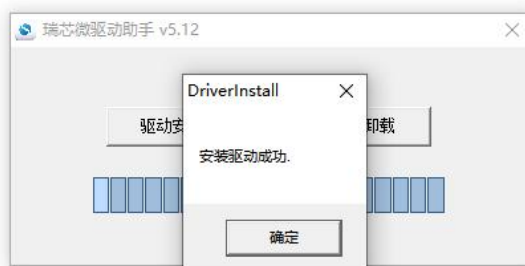 瑞芯微驱动助手 v5.12
DriverInstall
驱动安
卸载
安装驱动成功.
确定